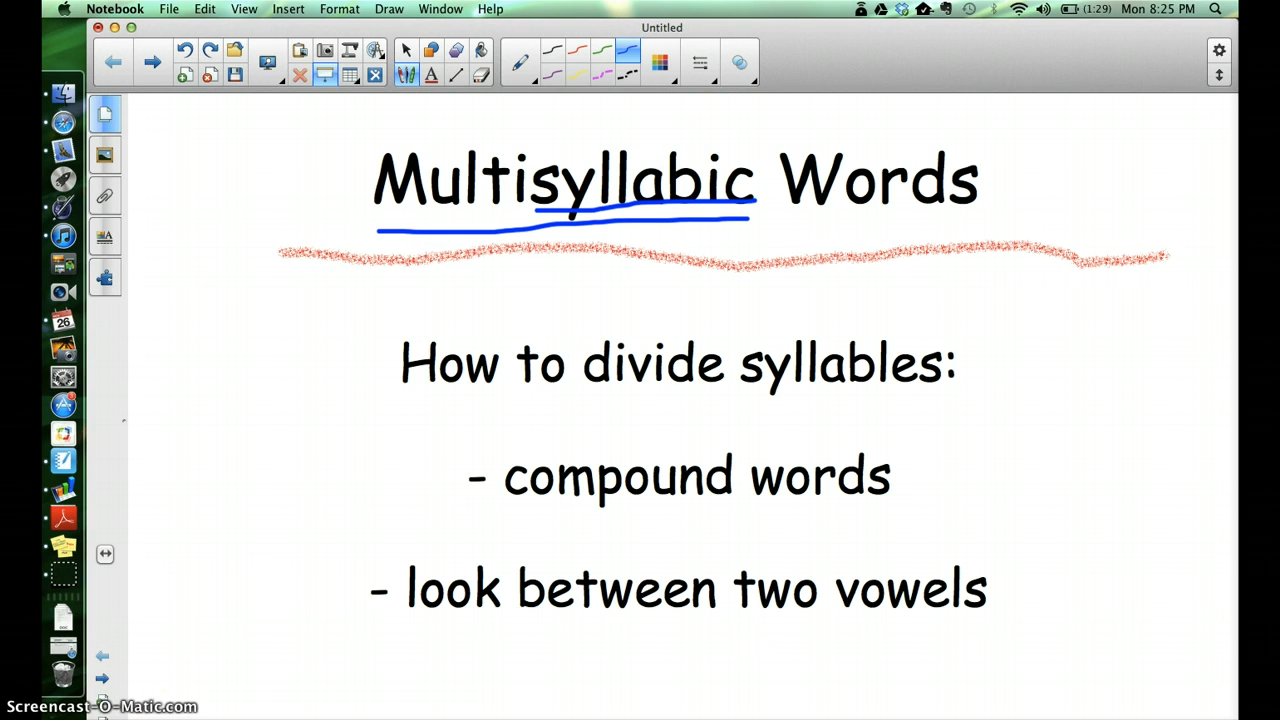 Notebook File Edit View Insert Format Draw Window Help (1:29) Mon 8:25 PM
Untitled
Multisyllabic Words
How to divide syllables:
- compound words
- look between two vowels
26
Screencast-O-Matic.com